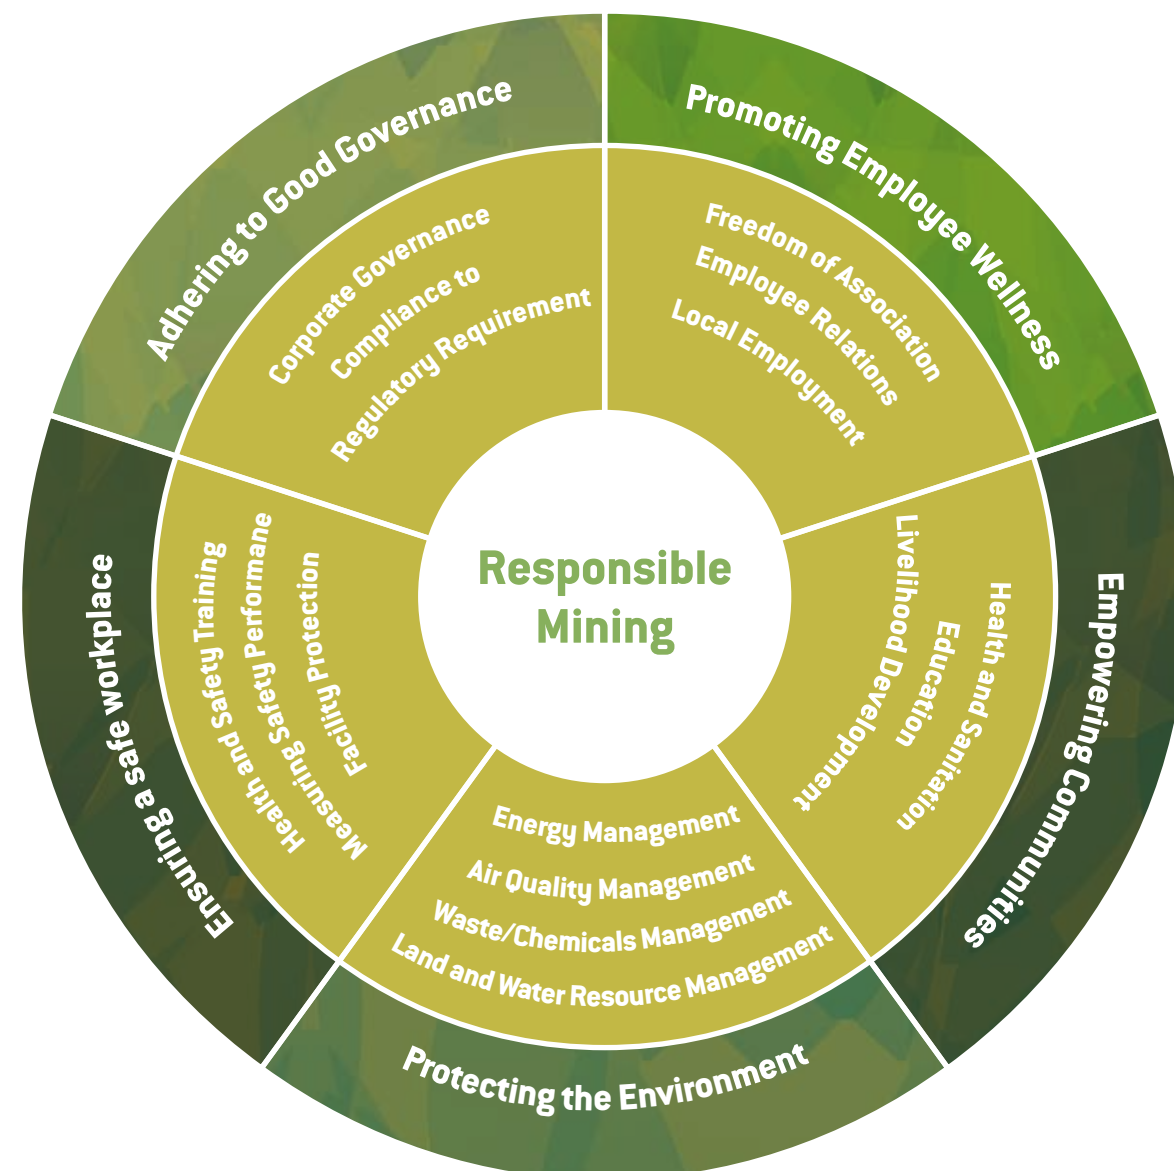 Adhering to Good Governance
Corporate Governance
Compliance to
Regulatory Requirement
Promoting Employee Wellness
Freedom of Association
Employee Relations
Local Employment
Responsible
Mining
Empowering Communities
Health and Sanitation
Education
Livelihood Development
Energy Management
Air Quality Management
Waste/Chemicals Management
Land and Water Resource Management
Protecting the Environment
Ensuring a safe workplace
Health and Safety Training
Measuring Safety Performane
Facility Protection